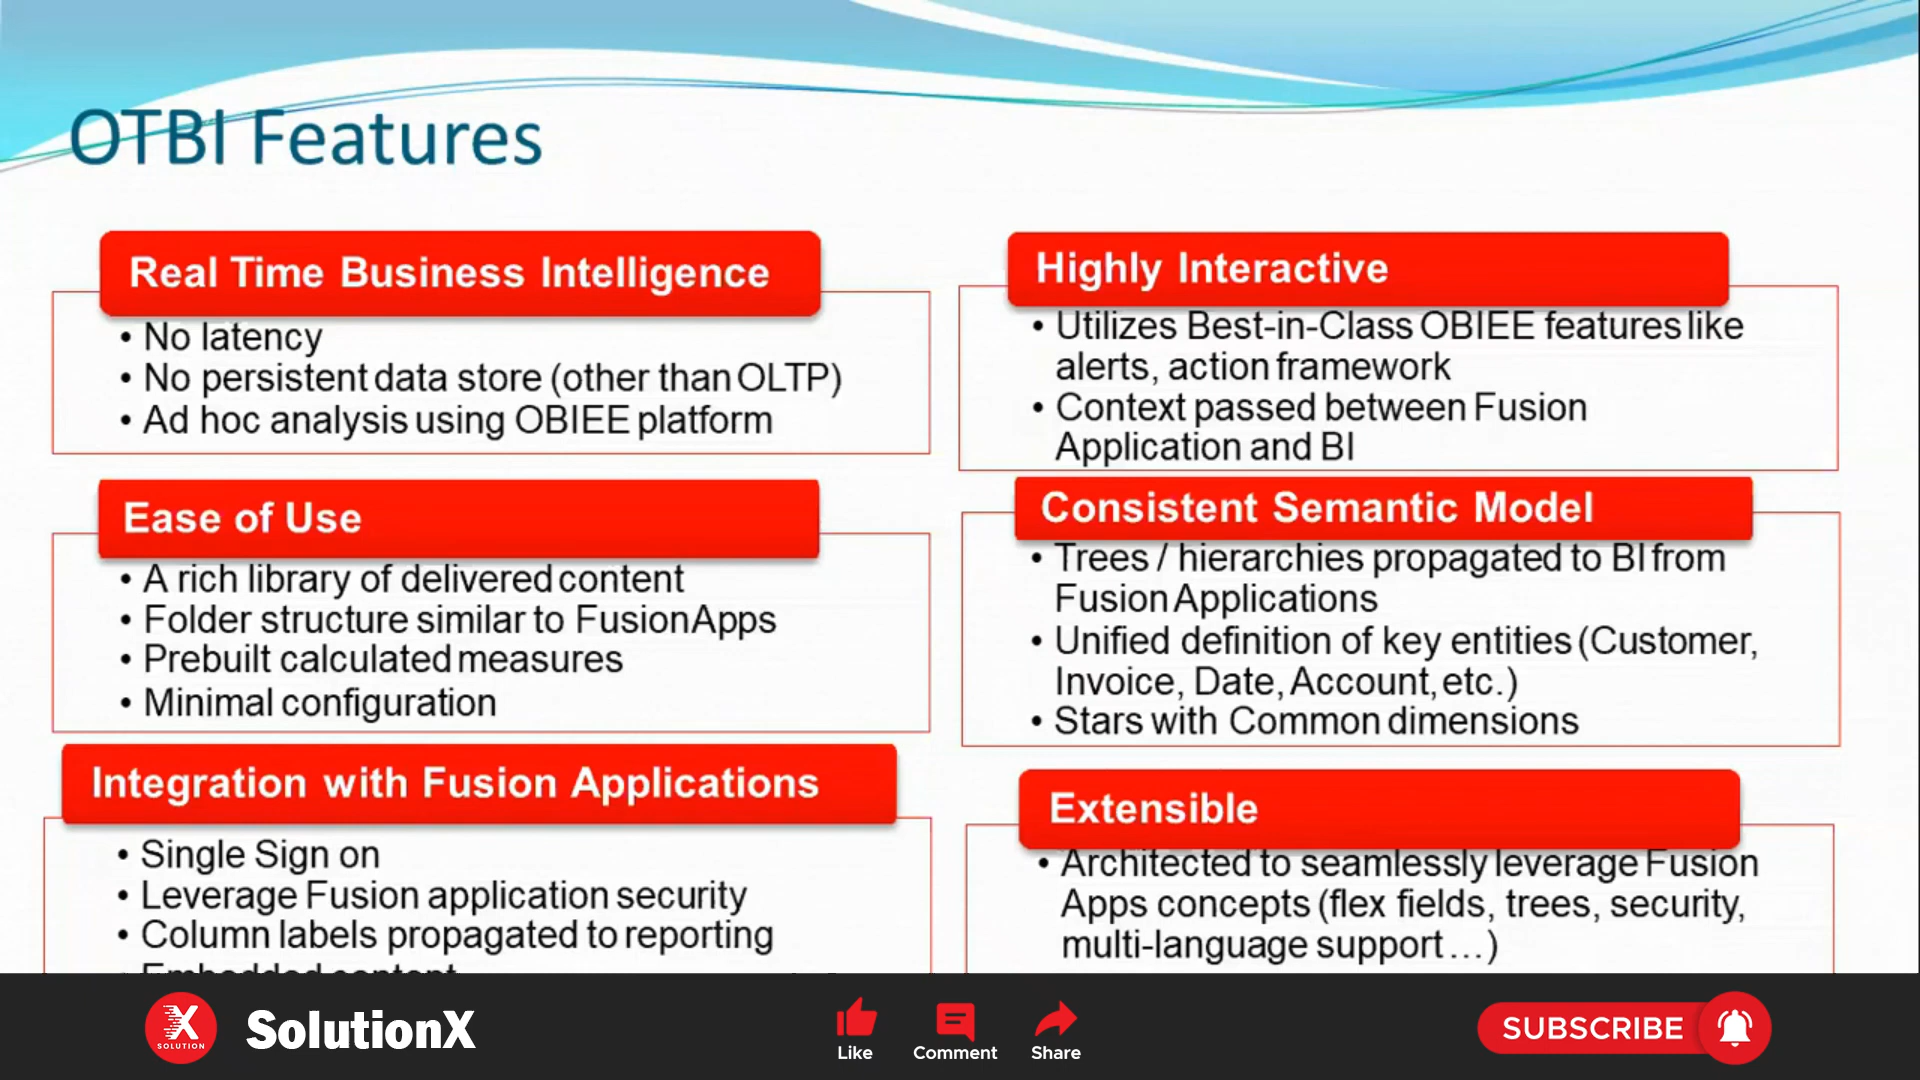 OTBI Features
Real Time Business Intelligence
• No latency
• No persistent data store (other than OLTP)
• Ad hoc analysis using OBIEE platform
Ease of Use
• A rich library of delivered content
• Folder structure similar to Fusion Apps
• Prebuilt calculated measures
• Minimal configuration
Integration with Fusion Applications
• Single Sign on
• Leverage Fusion application security
• Column labels propagated to reporting
Embedded content
Highly Interactive
• Utilizes Best-in-Class OBIEE features like
alerts, action framework
• Context passed between Fusion
Application and BI
Consistent Semantic Model
• Trees / hierarchies propagated to BI from
Fusion Applications
• Unified definition of key entities (Customer,
Invoice, Date, Account, etc.)
• Stars with Common dimensions
Extensible
• Architected to seamlessly leverage Fusion
Apps concepts (flex fields, trees, security,
multi-language support …)
X
SOLUTION
SolutionX
Like
Comment
Share
SUBSCRIBE